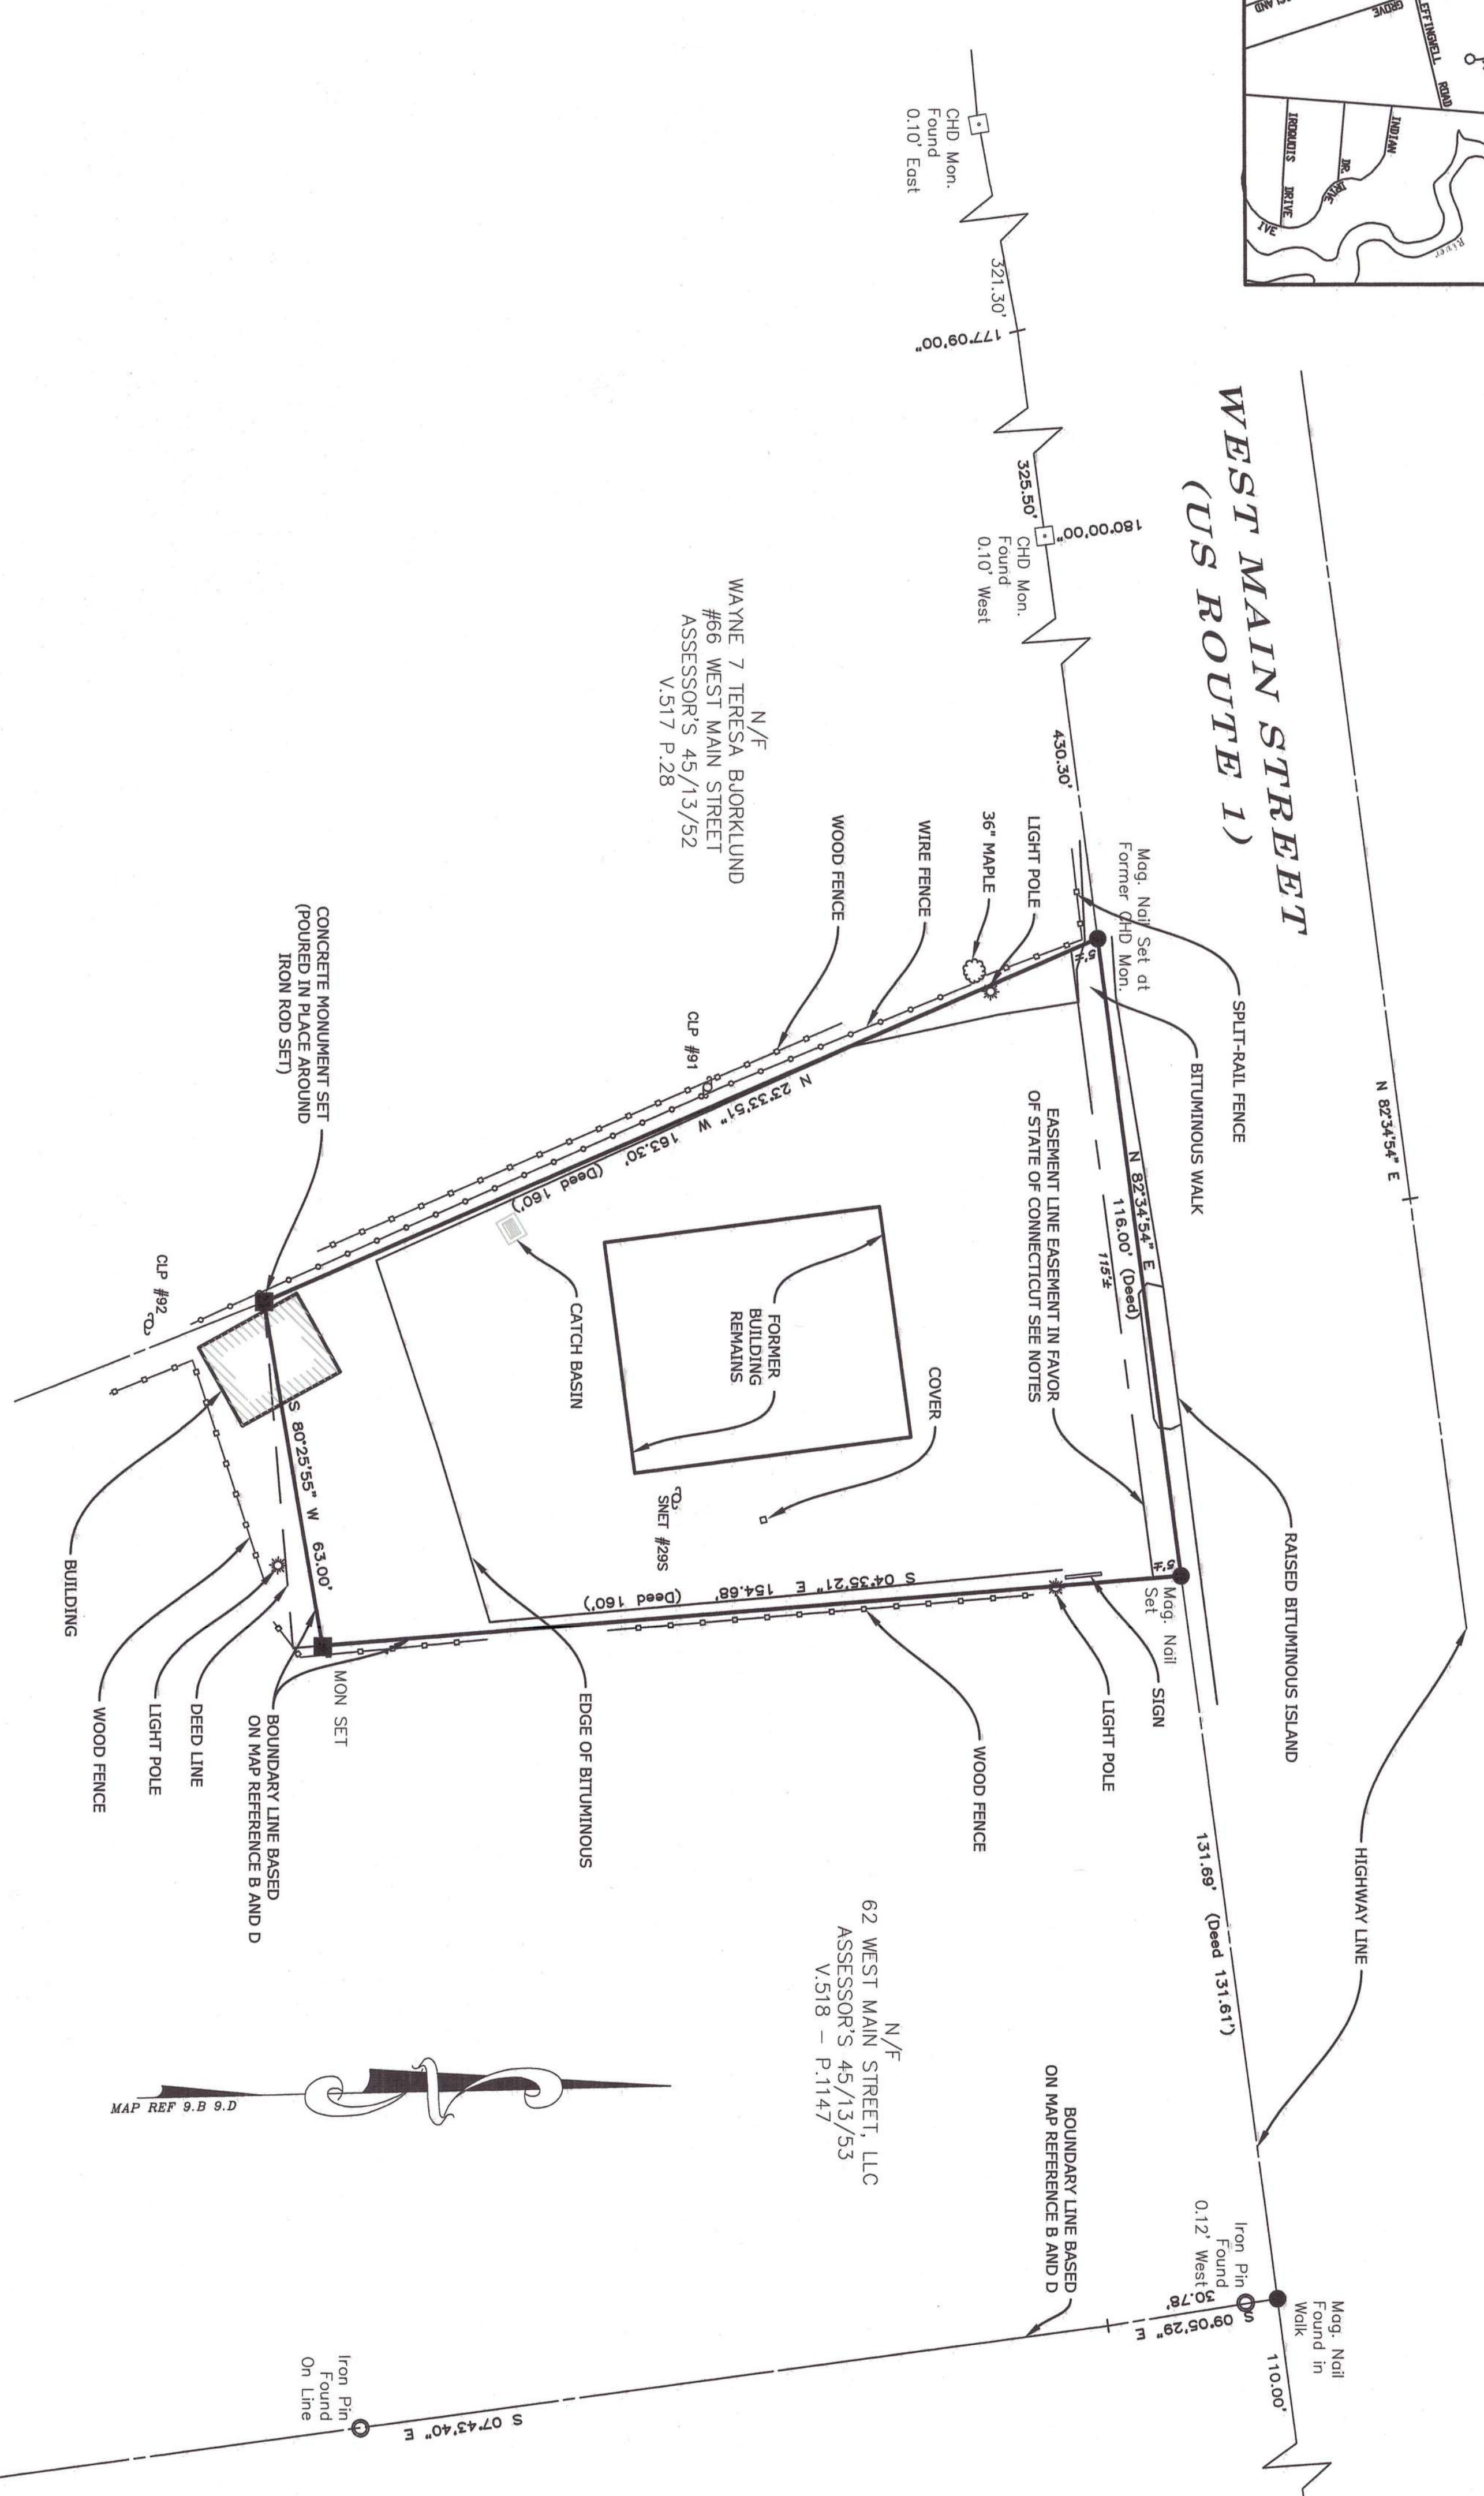 EFFINGWELL ROAD
GROVE
AND
INDIAN
DR.
DRIVE
IROQUOIS DRIVE
IVE
River
WEST MAIN STREET
(US ROUTE 1)
N 82°34'54" E
HIGHWAY LINE
CHD Mon.
Found
0.10' East
321.30'
177°09'00"
325.50'
180°00'00"
CHD Mon.
Found
0.10' West
430.30'
Mag. Nail Set at
Former CHD Mon.
SPLIT-RAIL FENCE
BITUMINOUS WALK
RAISED BITUMINOUS ISLAND
LIGHT POLE
36" MAPLE
WIRE FENCE
WOOD FENCE
5'±
N 82°34'54" E
116.00' (Deed)
115'±
EASEMENT LINE EASEMENT IN FAVOR
OF STATE OF CONNECTICUT SEE NOTES
5'±
Mag. Nail
Set
SIGN
LIGHT POLE
WOOD FENCE
131.69' (Deed 131.61')
Mag. Nail
Found in
Walk
110.00'
Iron Pin
Found
0.12' West
S 09°05'29" E
30.78'
BOUNDARY LINE BASED
ON MAP REFERENCE B AND D
S 07°43'40" E
Iron Pin
Found
On Line
N/F
WAYNE 7 TERESA BJORKLUND
#66 WEST MAIN STREET
ASSESSOR'S 45/13/52
V.517 P.28
N/F
62 WEST MAIN STREET, LLC
ASSESSOR'S 45/13/53
V.518 – P.1147
CLP #91
N 23°33'51" W 163.30'
(Deed 160')
FORMER
BUILDING
REMAINS
COVER
CATCH BASIN
SNET #29S
S 04°35'21" E 154.68'
(Deed 160')
EDGE OF BITUMINOUS
CONCRETE MONUMENT SET
(POURED IN PLACE AROUND
IRON ROD SET)
CLP #92
S 80°25'55" W 63.00'
MON SET
BOUNDARY LINE BASED
ON MAP REFERENCE B AND D
DEED LINE
LIGHT POLE
WOOD FENCE
BUILDING
MAP REF 9.B 9.D